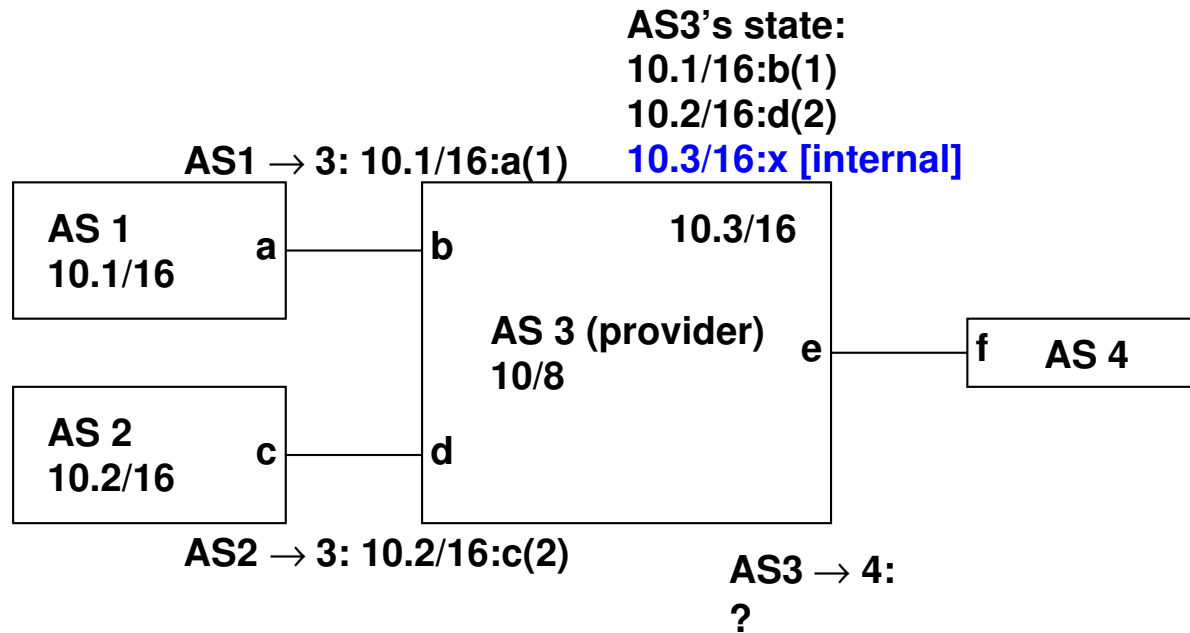 AS3’s state:
10.1/16:b(1)
10.2/16:d(2)
10.3/16:x [internal]
AS1 → 3: 10.1/16:a(1)
AS 1
10.1/16
a
b
10.3/16
AS 3 (provider)
10/8
e
f
AS 4
AS 2
10.2/16
c
d
AS2 → 3: 10.2/16:c(2)
AS3 → 4:
?